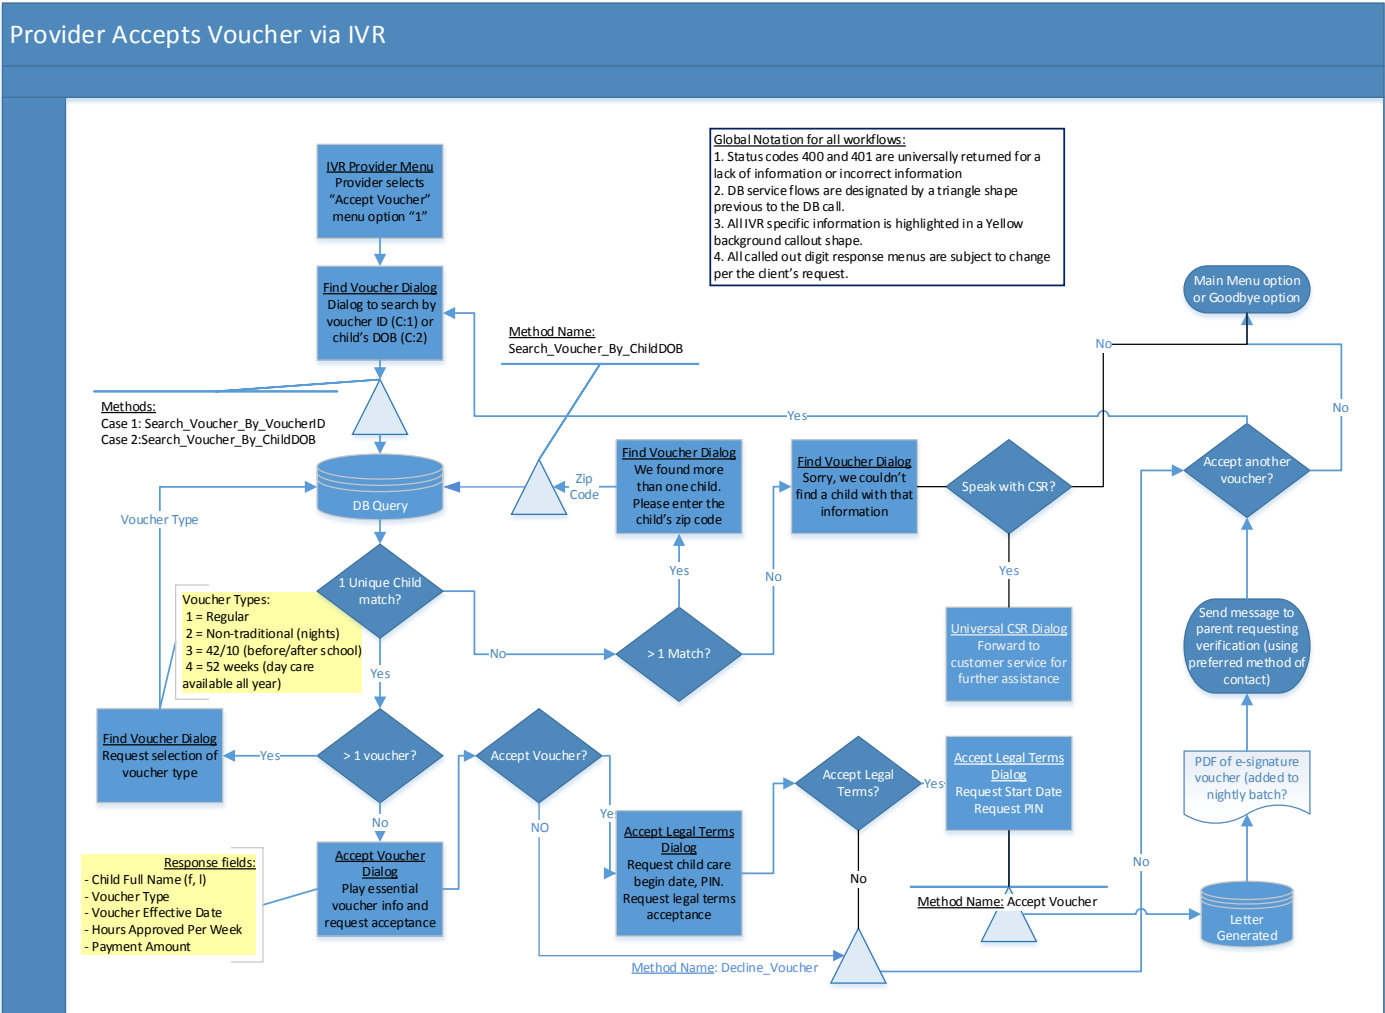 Provider Accepts Voucher via IVR
IVR Provider Menu
Provider selects
“Accept Voucher”
menu option “1”
Global Notation for all workflows:
1. Status codes 400 and 401 are universally returned for a
lack of information or incorrect information
2. DB service flows are designated by a triangle shape
previous to the DB call.
3. All IVR specific information is highlighted in a Yellow
background callout shape.
4. All called out digit response menus are subject to change
per the client’s request.
Find Voucher Dialog
Dialog to search by
voucher ID (C:1) or
child’s DOB (C:2)
Main Menu option
or Goodbye option
Method Name:
Search_Voucher_By_ChildDOB
No
No
Methods:
Case 1: Search_Voucher_By_VoucherID
Case 2:Search_Voucher_By_ChildDOB
Yes
Find Voucher Dialog
We found more
than one child.
Please enter the
child’s zip code
Zip
Code
Find Voucher Dialog
Sorry, we couldn’t
find a child with that
information
Speak with CSR?
Accept another
voucher?
DB Query
Voucher Type
1 Unique Child
match?
Yes
No
Yes
Voucher Types:
1 = Regular
2 = Non-traditional (nights)
3 = 42/10 (before/after school)
4 = 52 weeks (day care
available all year)
No
> 1 Match?
Universal CSR Dialog
Forward to
customer service for
further assistance
Send message to
parent requesting
verification (using
preferred method of
contact)
Yes
Find Voucher Dialog
Request selection of
voucher type
Yes
> 1 voucher?
Accept Voucher?
Accept Legal
Terms?
Yes
Accept Legal Terms
Dialog
Request Start Date
Request PIN
PDF of e-signature
voucher (added to
nightly batch?
No
NO
Yes
Accept Legal Terms
Dialog
Request child care
begin date, PIN.
Request legal terms
acceptance
No
No
Response fields:
- Child Full Name (f, l)
- Voucher Type
- Voucher Effective Date
- Hours Approved Per Week
- Payment Amount
Accept Voucher
Dialog
Play essential
voucher info and
request acceptance
Method Name: Accept Voucher
Letter
Generated
Method Name: Decline_Voucher